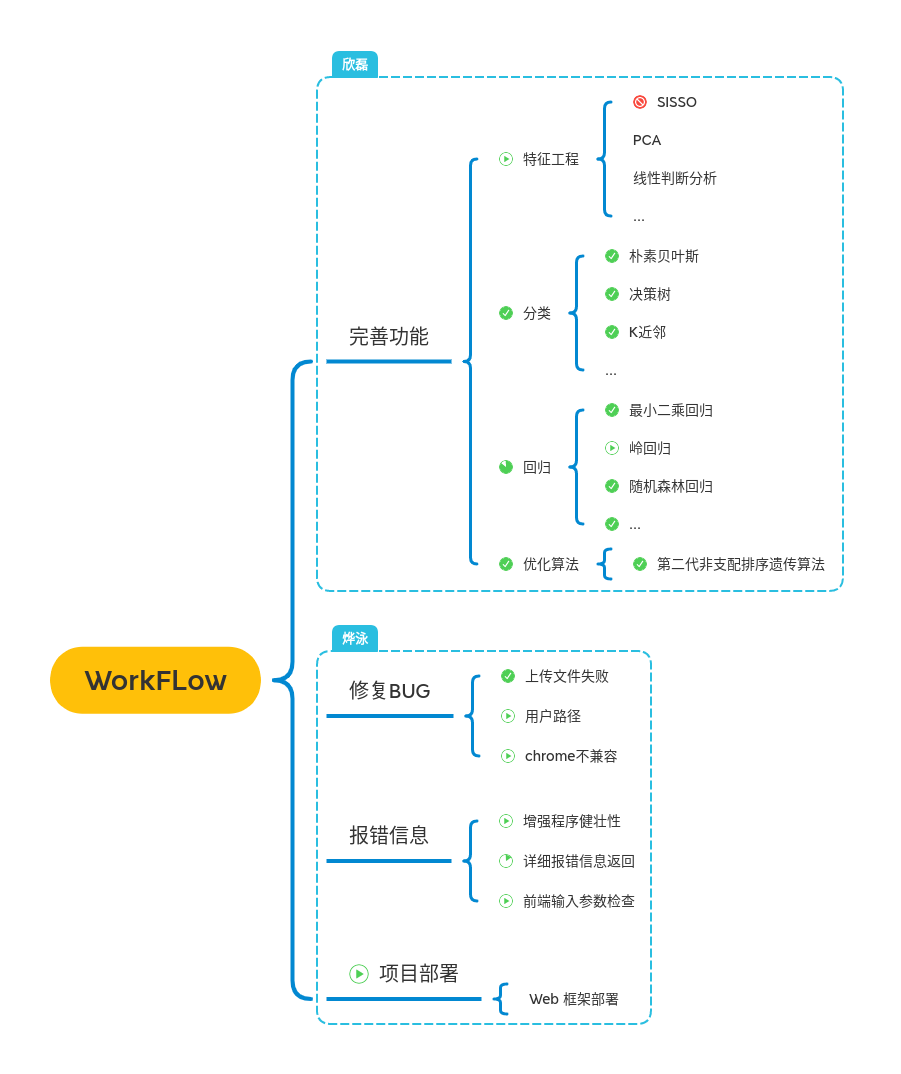 欣磊
SISSO
PCA
特征工程
线性判断分析
...
朴素贝叶斯
决策树
分类
K近邻
...
完善功能
最小二乘回归
岭回归
回归
随机森林回归
...
优化算法
第二代非支配排序遗传算法
烨泳
WorkFLow
修复BUG
上传文件失败
用户路径
chrome不兼容
报错信息
增强程序健壮性
详细报错信息返回
前端输入参数检查
项目部署
Web 框架部署